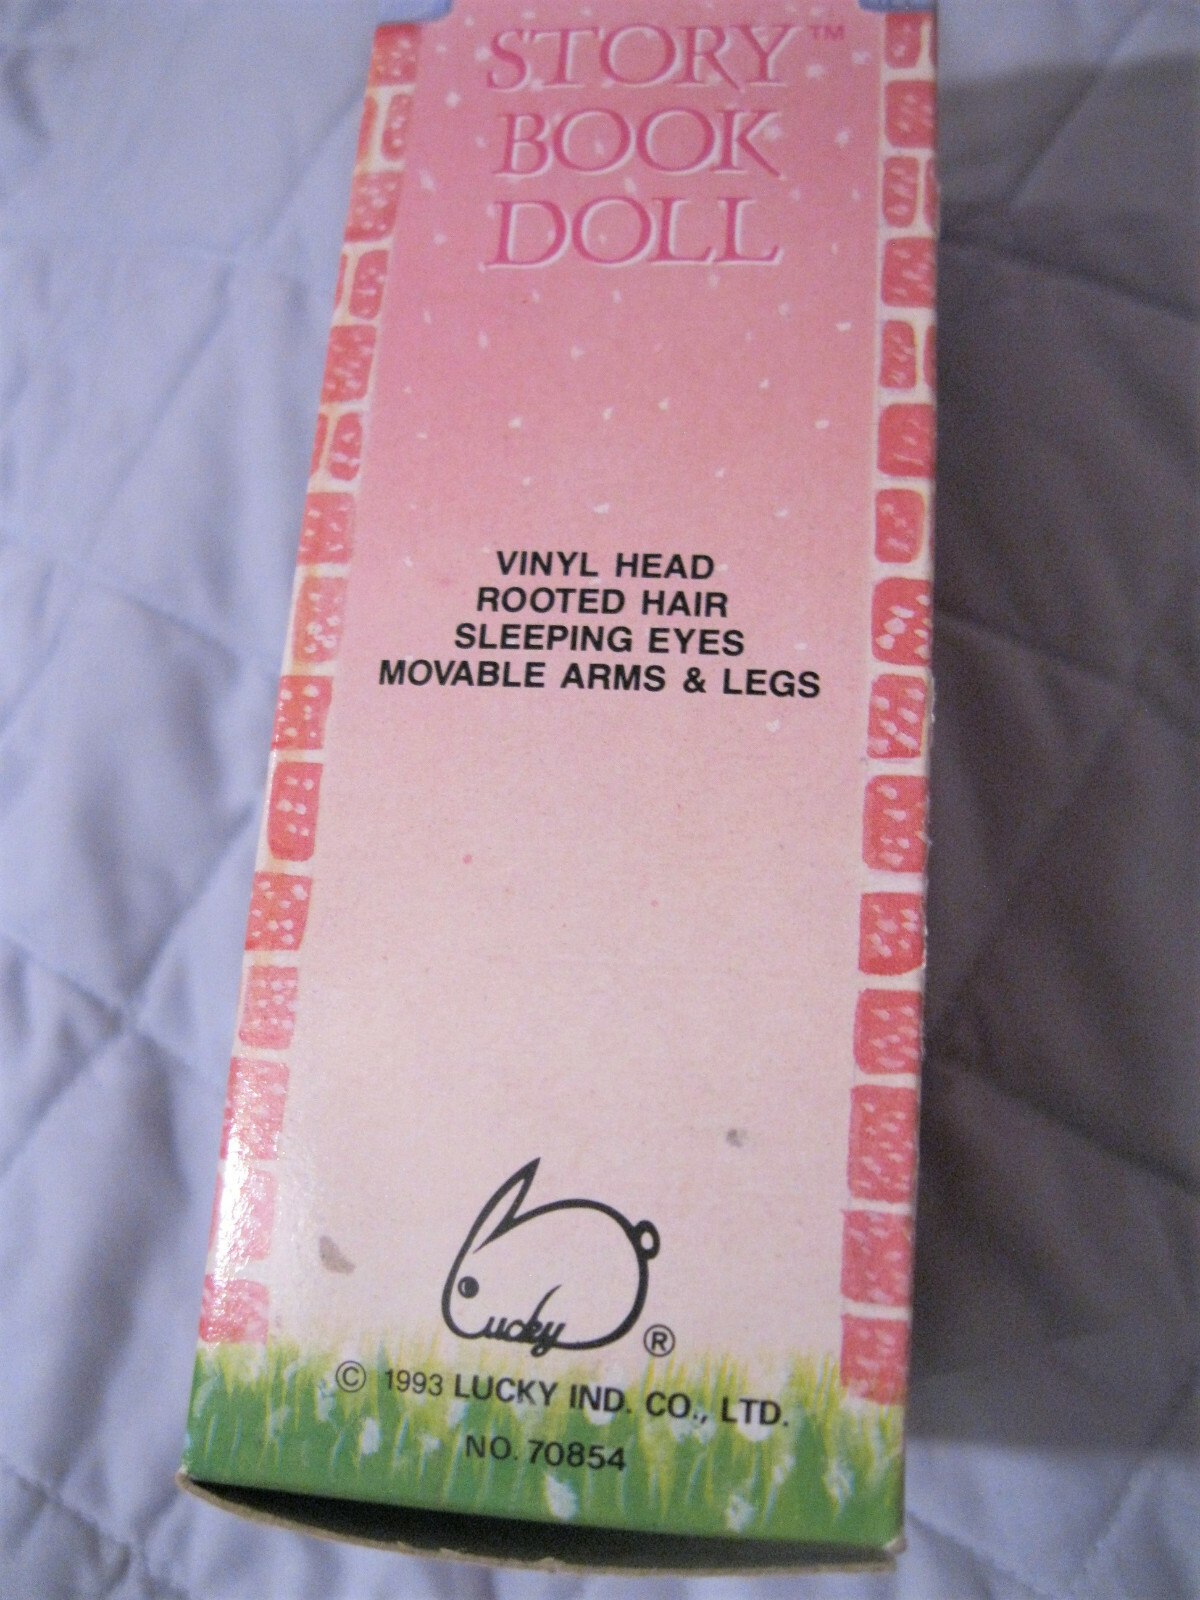 STORY™
BOOK
DOLL
VINYL HEAD
ROOTED HAIR
SLEEPING EYES
MOVABLE ARMS & LEGS
Lucky ®
© 1993 LUCKY IND. CO., LTD.
NO. 70854